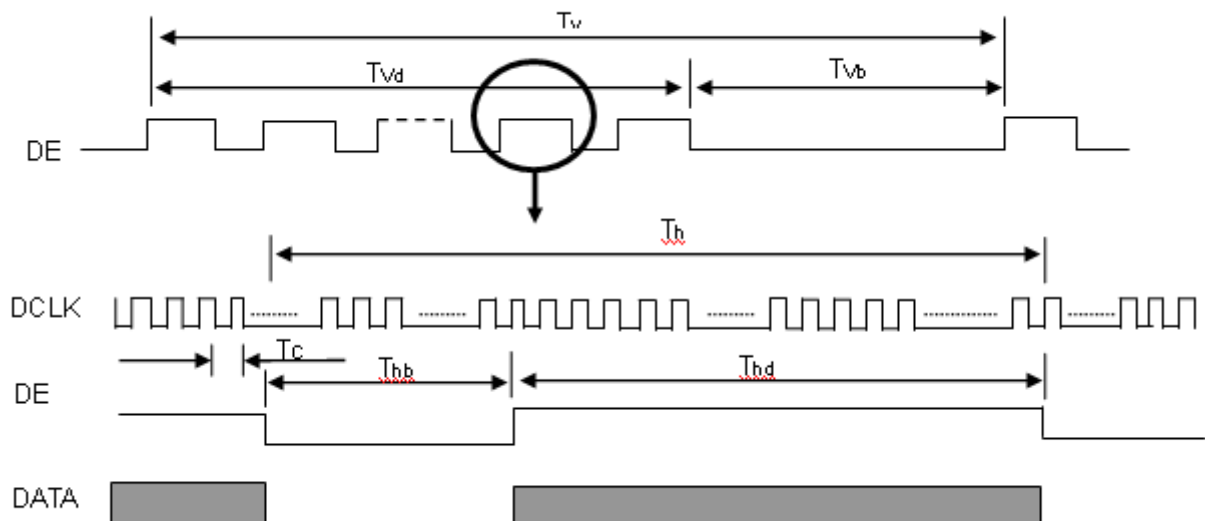 Tv
Tvd
Tvb
DE
Th
DCLK
Tc
Thb
Thd
DE
DATA